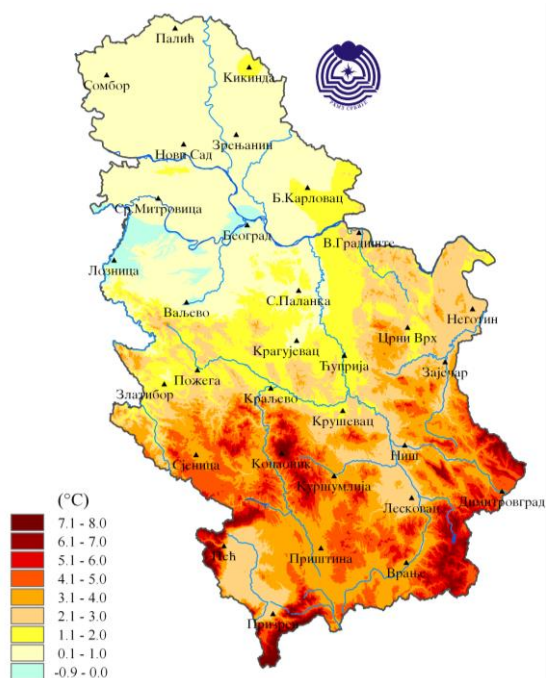 Палић
Кикинда
Сомбор
Зрењанин
Нови Сад
Б.Карловац
Ср.Митровица
Београд
В.Градиште
Лозница
С.Паланка
Ваљево
Неготин
Црни Врх
Крагујевац
Ћуприја
Зајечар
Пожега
Златибор
Краљево
Крушевац
Ниш
Сјеница
Копаоник
Куршумлија
Димитровград
Лесковац
Пећ
Приштина
Врање
Призрен
(°C)
7.1 - 8.0
6.1 - 7.0
5.1 - 6.0
4.1 - 5.0
3.1 - 4.0
2.1 - 3.0
1.1 - 2.0
0.1 - 1.0
-0.9 - 0.0